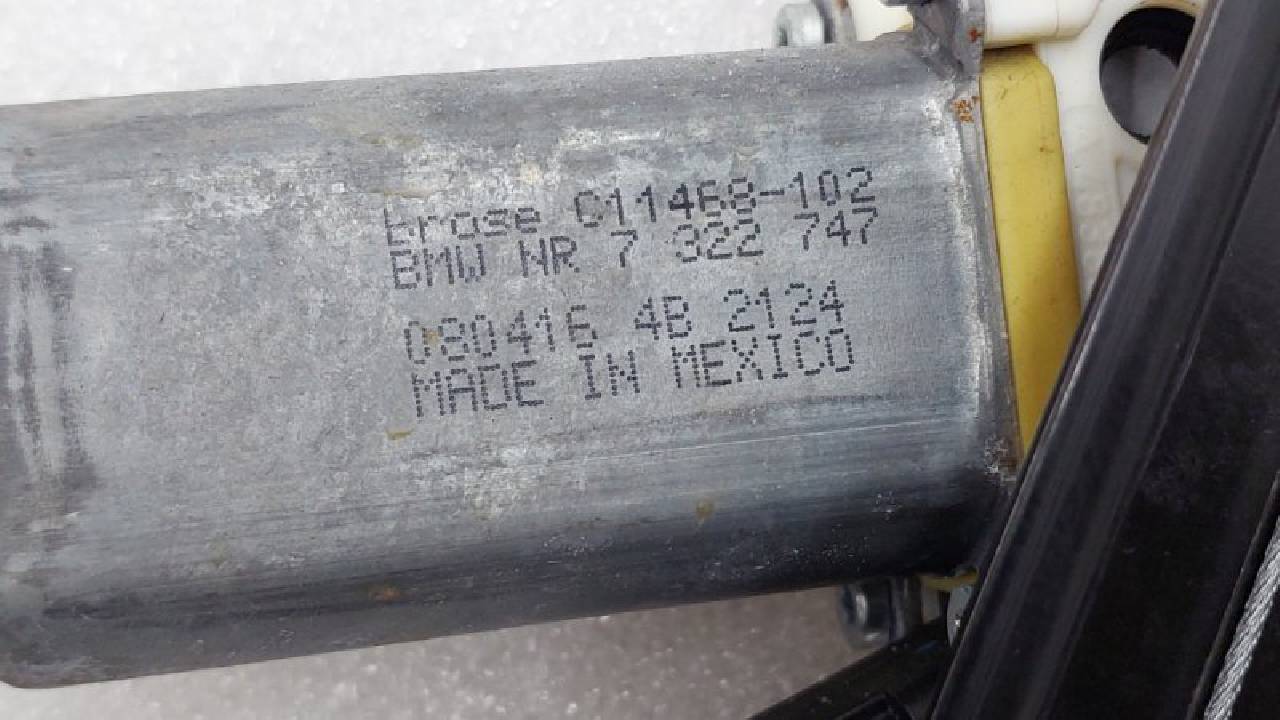 brose C11468-102
BMW NR 7 322 747
080416 4B 2124
MADE IN MEXICO